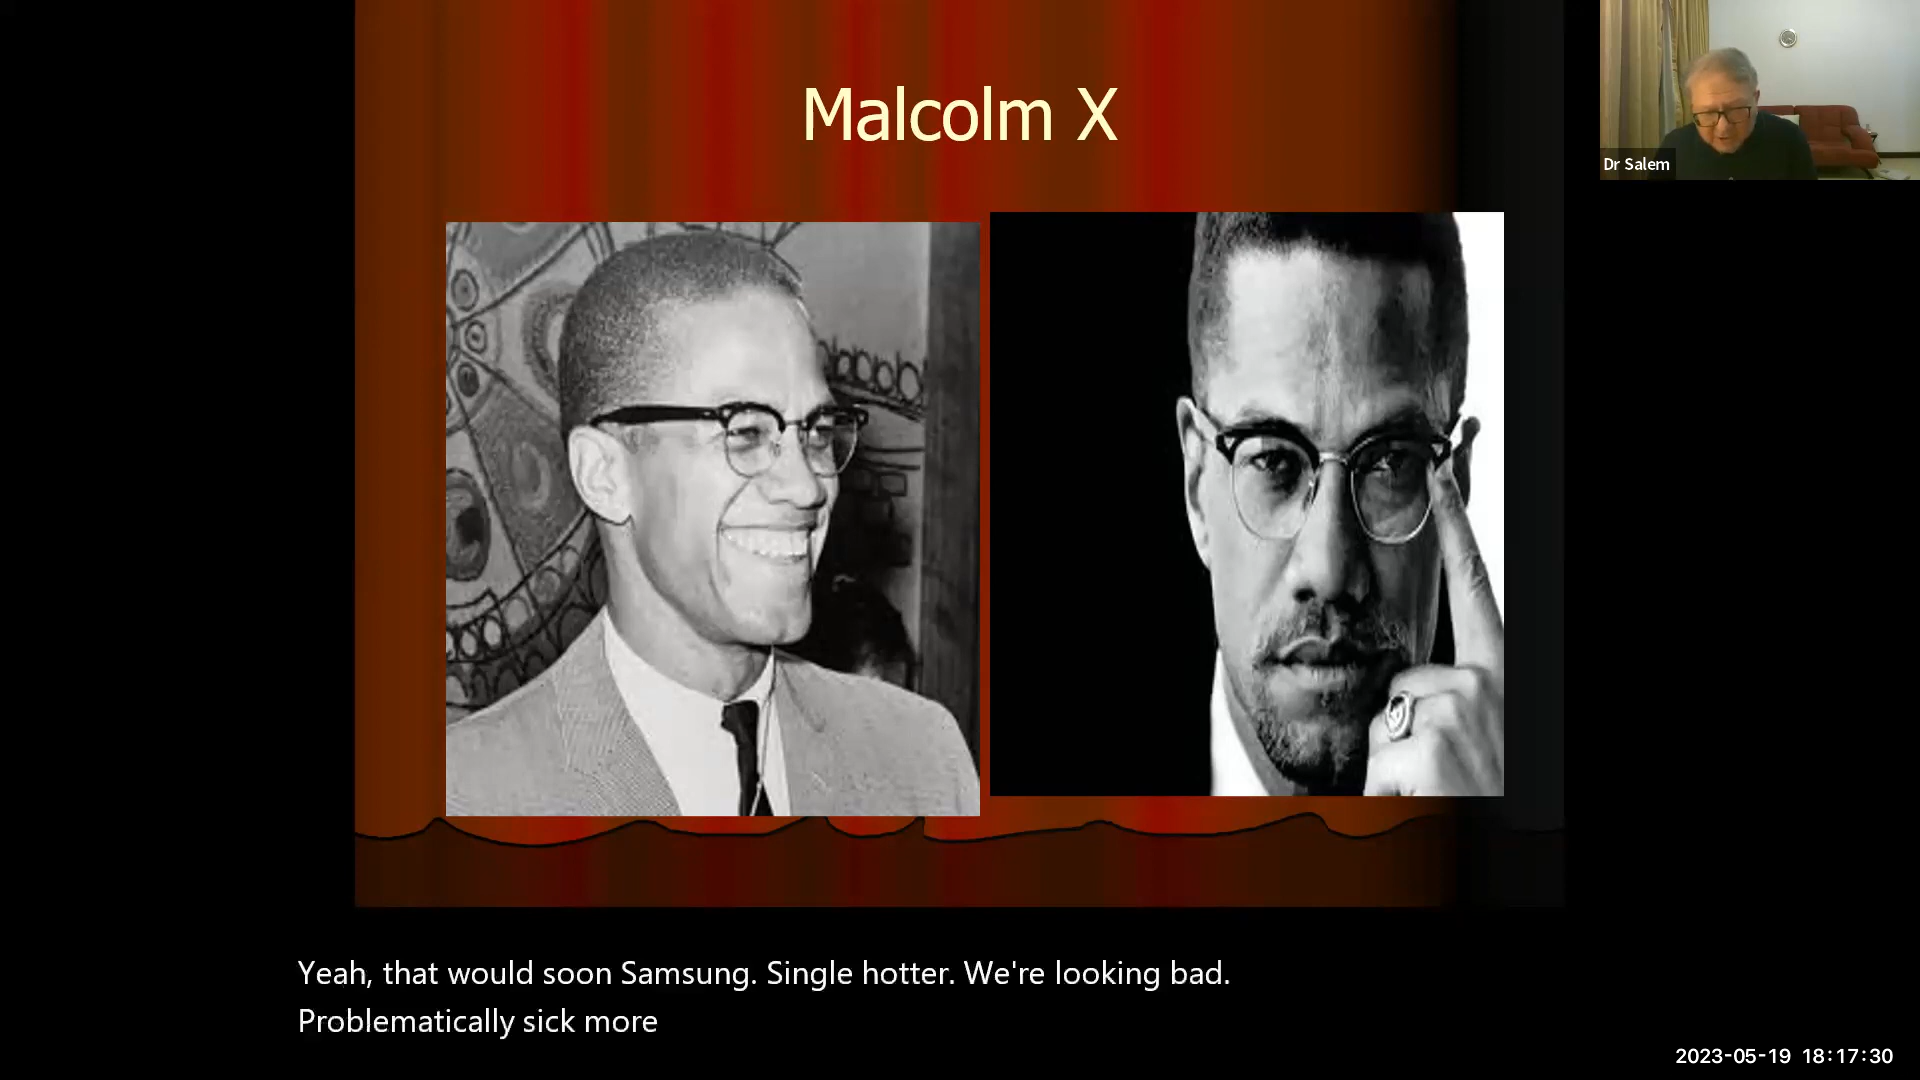 Malcolm X
Dr Salem
Yeah, that would soon Samsung. Single hotter. We're looking bad.
Problematically sick more
2023-05-19 18:17:30